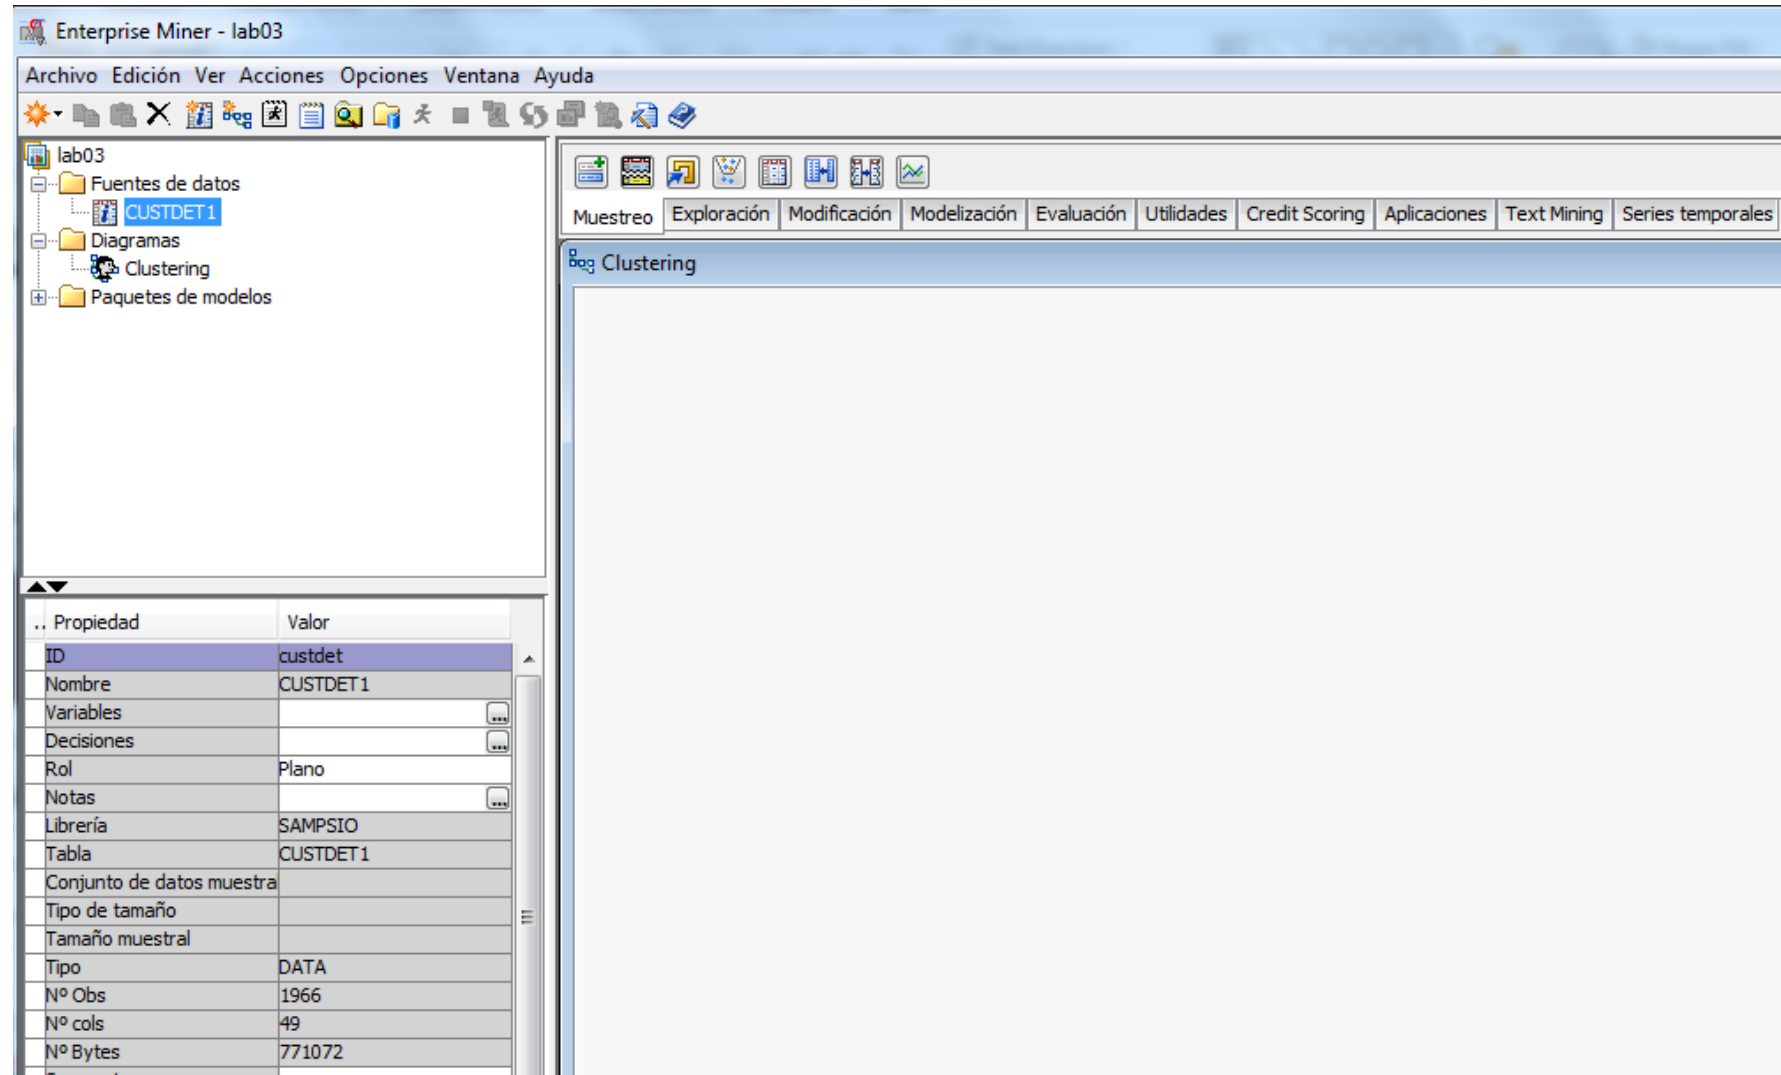 Enterprise Miner - lab03
Archivo Edición Ver Acciones Opciones Ventana Ayuda
lab03
Fuentes de datos
CUSTDET1
Diagramas
Clustering
Paquetes de modelos
Muestreo Exploración Modificación Modelización Evaluación Utilidades Credit Scoring Aplicaciones Text Mining Series temporales
Clustering
.. Propiedad Valor
ID custdet
Nombre CUSTDET1
Variables ...
Decisiones ...
Rol Plano
Notas ...
Librería SAMPSIO
Tabla CUSTDET1
Conjunto de datos muestra
Tipo de tamaño
Tamaño muestral
Tipo DATA
Nº Obs 1966
Nº cols 49
Nº Bytes 771072